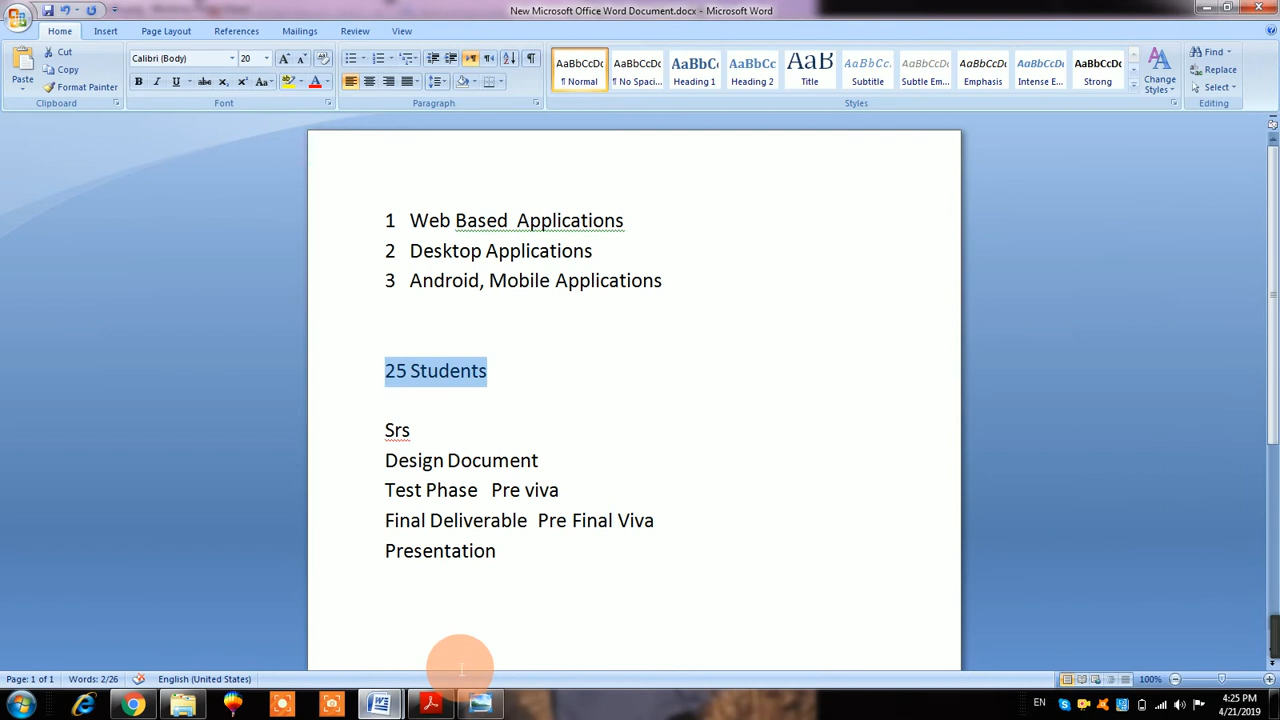 New Microsoft Office Word Document.docx - Microsoft Word
Home Insert Page Layout References Mailings Review View
Paste
Cut
Copy
Format Painter
Clipboard
Calibri (Body) 20
Font
Paragraph
AaBbCcDc AaBbCcDc AaBbCc AaBbCc AaB AaBbCc. AaBbCcDc AaBbCcDc AaBbCcDc AaBbCcDc
¶ Normal ¶ No Spaci... Heading 1 Heading 2 Title Subtitle Subtle Em... Emphasis Intense E... Strong
Change
Styles
Styles
Find
Replace
Select
Editing
1 Web Based Applications
2 Desktop Applications
3 Android, Mobile Applications
25 Students
Srs
Design Document
Test Phase Pre viva
Final Deliverable Pre Final Viva
Presentation
Page: 1 of 1 Words: 2/26 English (United States) 100%
EN
4:25 PM
4/21/2019